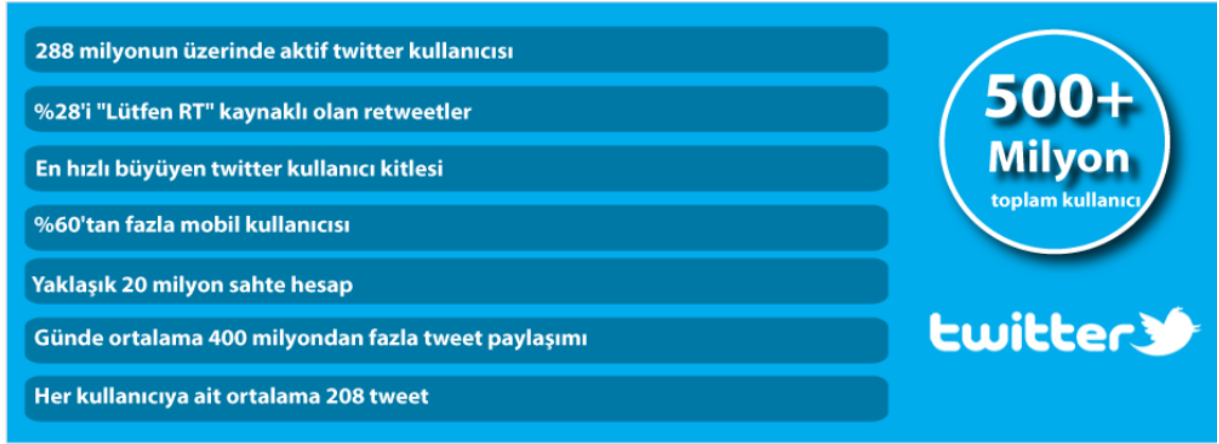 288 milyonun üzerinde aktif twitter kullanıcısı
%28'i "Lütfen RT" kaynaklı olan retweetler
En hızlı büyüyen twitter kullanıcı kitlesi
%60'tan fazla mobil kullanıcısı
Yaklaşık 20 milyon sahte hesap
Günde ortalama 400 milyondan fazla tweet paylaşımı
Her kullanıcıya ait ortalama 208 tweet
500+
Milyon
toplam kullanıcı
twitter